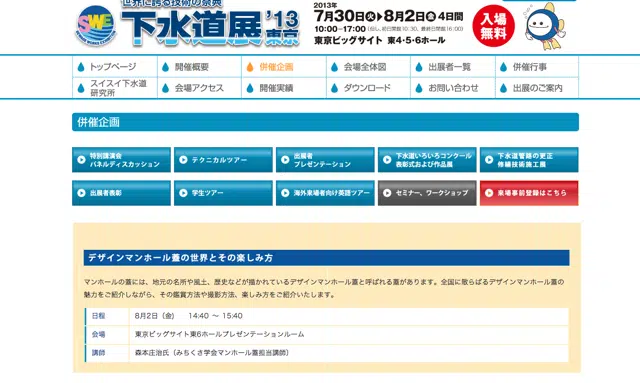 世界に誇る技術の祭典
SWE
下水道展'13東京
2013年
7月30日火▶8月2日金 4日間
10:00~17:00
東京ビッグサイト 東4・5・6ホール
入場無料
トップページ
開催概要
併催企画
会場全体図
出展者一覧
併催行事
スイスイ下水道研究所
会場アクセス
開催実績
ダウンロード
お問い合わせ
出展のご案内
併催企画
特別講演会
パネルディスカッション
テクニカルツアー
出展者
プレゼンテーション
下水道いろいろコンクール
表彰式および作品展
下水道管路の更正
修繕技術施工展
出展者表彰
学生ツアー
海外来場者向け英語ツアー
セミナー、ワークショップ
来場事前登録はこちら
デザインマンホール蓋の世界とその楽しみ方
マンホールの蓋には、地元の名所や風土、歴史などが描かれているデザインマンホール蓋と呼ばれる蓋があります。全国に散らばるデザインマンホール蓋の
魅力をご紹介しながら、その鑑賞方法や撮影方法、楽しみ方をご紹介いたします。
日程 8月2日（金） 14:40 ～ 15:40
会場 東京ビッグサイト東6ホールプレゼンテーションルーム
講師 森本庄治氏（みちくさ学会マンホール蓋担当講師）